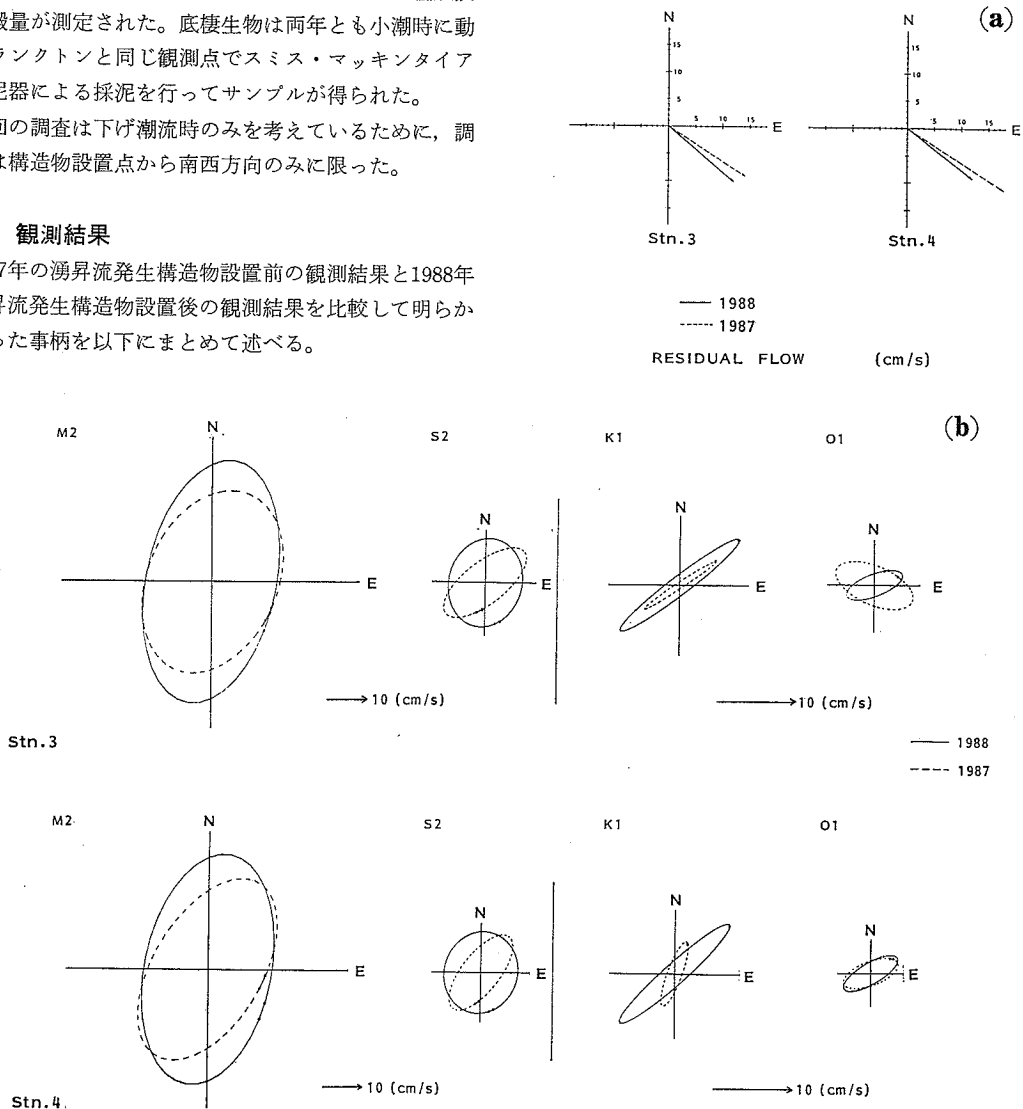 殻量が測定された。底棲生物は両年とも小潮時に動
ランクトンと同じ観測点でスミス・マッキンタイア
泥器による採泥を行ってサンプルが得られた。
回の調査は下げ潮流時のみを考えているために，調
は構造物設置点から南西方向のみに限った。
観測結果
7年の湧昇流発生構造物設置前の観測結果と1988年
昇流発生構造物設置後の観測結果を比較して明らか
った事柄を以下にまとめて述べる。
(a)
N
15
10
5
5 10 15 E
Stn.3
N
15
10
5
5 10 15 E
Stn.4
1988
1987
RESIDUAL FLOW (cm/s)
(b)
M2
N
E
S2
N
E
K1
N
E
O1
N
E
10 (cm/s)
10 (cm/s)
Stn.3
1988
1987
M2
N
E
S2
N
E
K1
N
E
O1
N
E
10 (cm/s)
10 (cm/s)
Stn.4